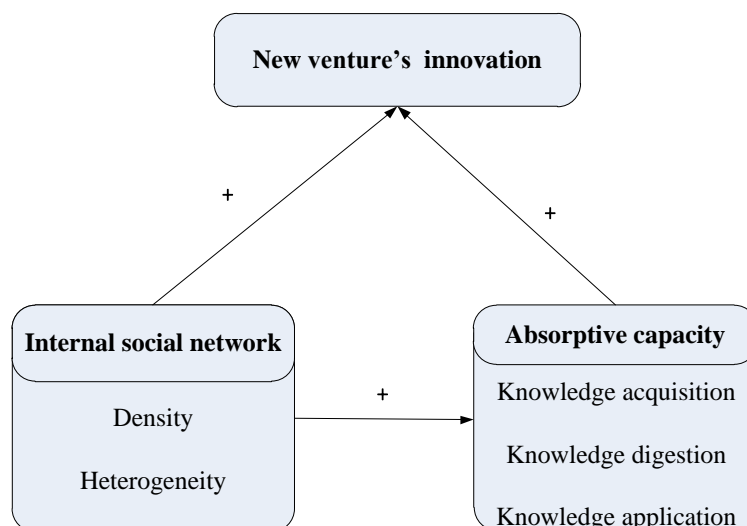 New venture's  innovation
+
+
Internal social network
Density
Heterogeneity
+
Absorptive capacity
Knowledge acquisition
Knowledge digestion
Knowledge application